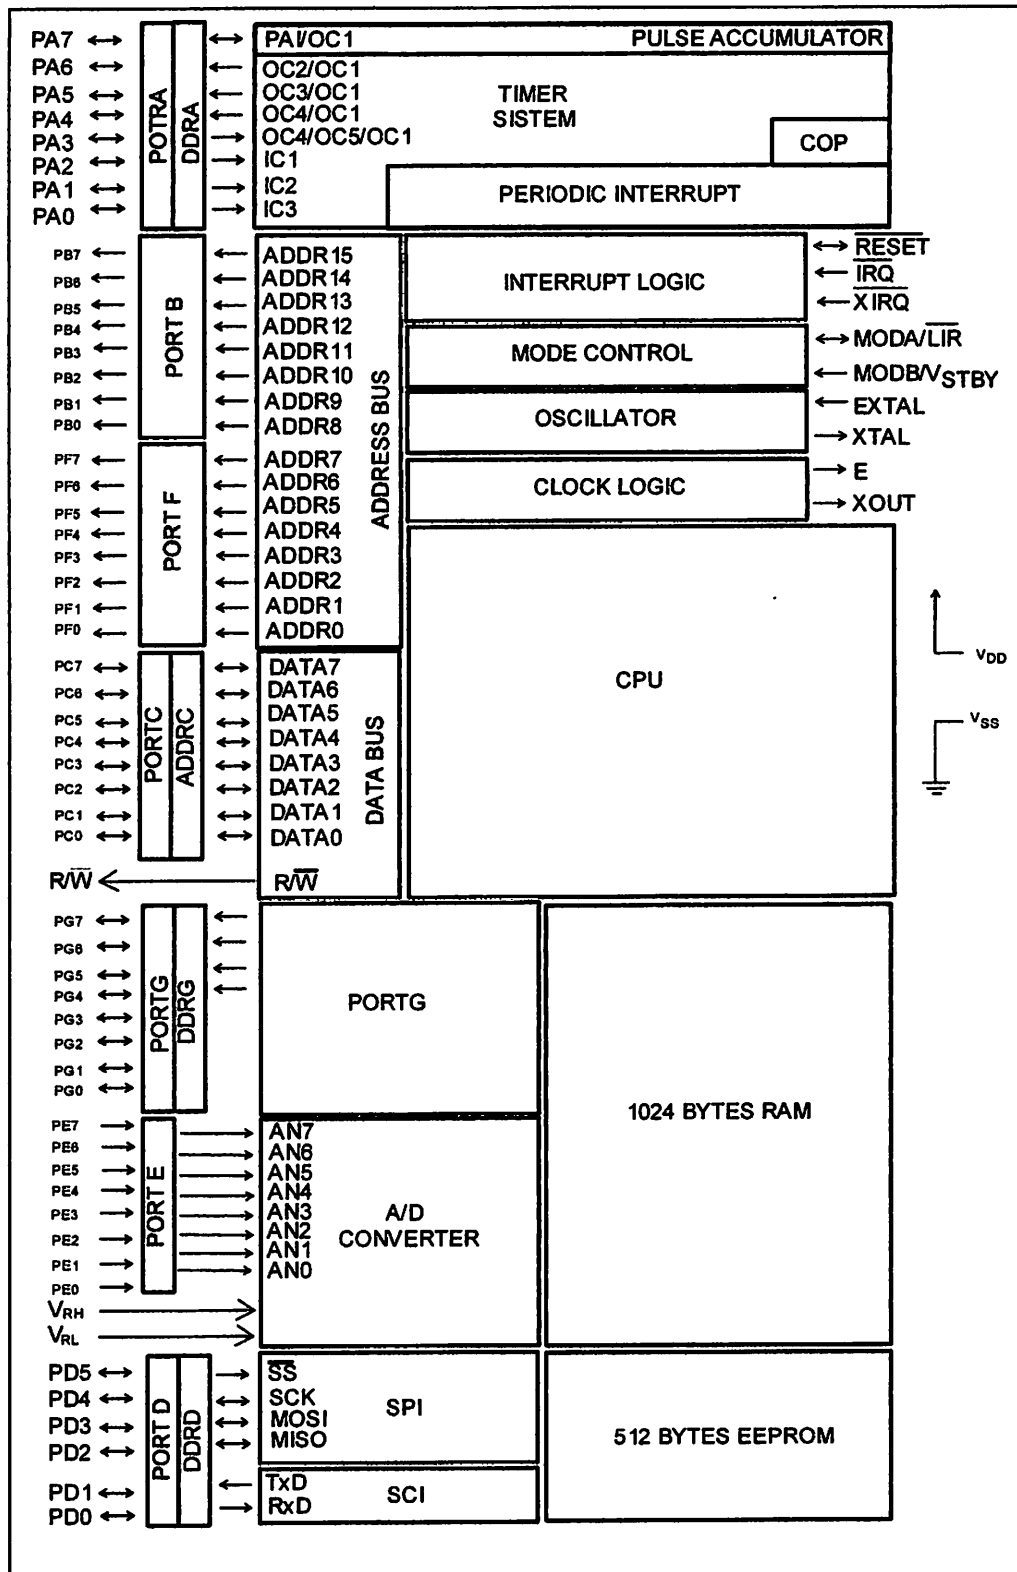 PA7 PAI/OC1 PULSE ACCUMULATOR
PA6 OC2/OC1
PA5 OC3/OC1
PA4 OC4/OC1
PA3 OC4/OC5/OC1
PA2 IC1
PA1 IC2
PA0 IC3
POTRA
DDRA
TIMER
SISTEM
COP
PERIODIC INTERRUPT
PB7 ADDR15
PB6 ADDR14
PB5 ADDR13
PB4 ADDR12
PB3 ADDR11
PB2 ADDR10
PB1 ADDR9
PB0 ADDR8
PORT B
PF7 ADDR7
PF6 ADDR6
PF5 ADDR5
PF4 ADDR4
PF3 ADDR3
PF2 ADDR2
PF1 ADDR1
PF0 ADDR0
PORT F
ADDRESS BUS
INTERRUPT LOGIC
RESET
IRQ
XIRQ
MODE CONTROL
MODA/LIR
MODB/VSTBY
OSCILLATOR
EXTAL
XTAL
CLOCK LOGIC
E
XOUT
CPU
VDD
VSS
PC7 DATA7
PC6 DATA6
PC5 DATA5
PC4 DATA4
PC3 DATA3
PC2 DATA2
PC1 DATA1
PC0 DATA0
PORTC
ADDRC
DATA BUS
R/W R/W
PG7
PG6
PG5
PG4
PG3
PG2
PG1
PG0
PORTG
DDRG
PORTG
1024 BYTES RAM
PE7 AN7
PE6 AN6
PE5 AN5
PE4 AN4
PE3 AN3
PE2 AN2
PE1 AN1
PE0 AN0
PORT E
A/D
CONVERTER
VRH
VRL
PD5 SS
PD4 SCK
PD3 MOSI
PD2 MISO
PD1 TxD
PD0 RxD
PORT D
DDRD
SPI
SCI
512 BYTES EEPROM